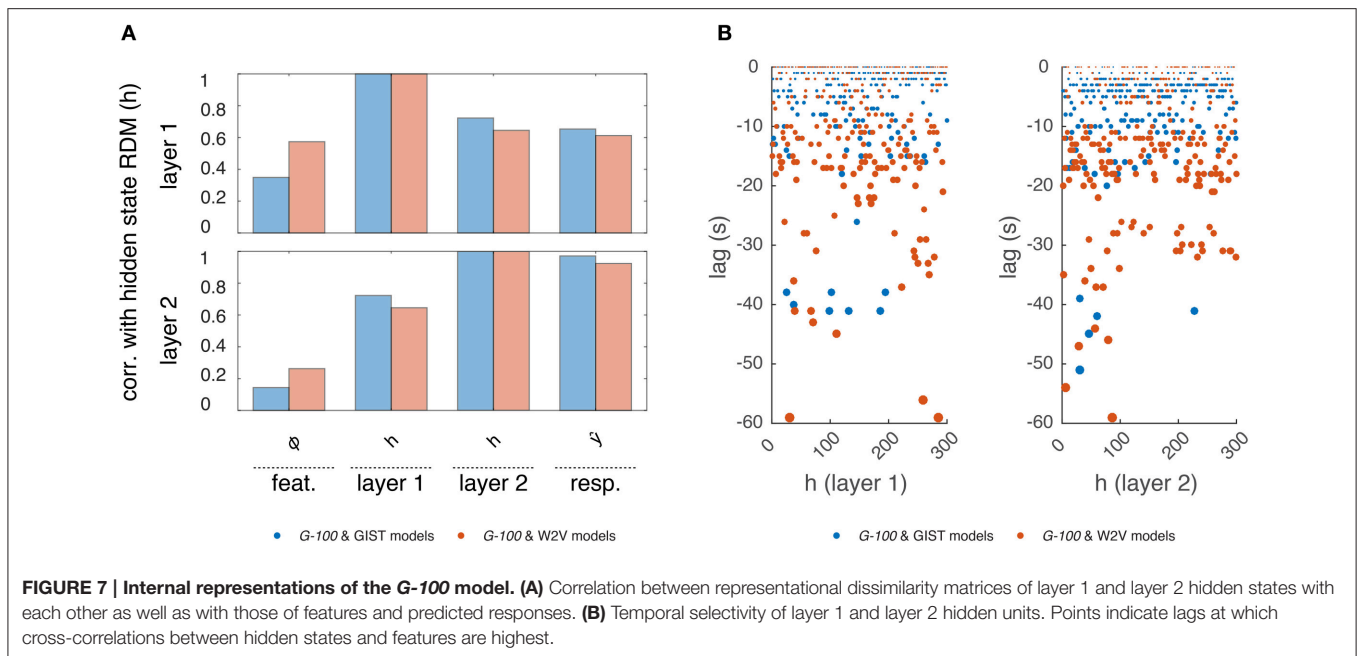 A
corr. with hidden state RDM (h)
layer 1
1
0.8
0.6
0.4
0.2
0
layer 2
1
0.8
0.6
0.4
0.2
0
ϕ
h
h
ŷ
feat.
layer 1
layer 2
resp.
G-100 & GIST models
G-100 & W2V models
B
lag (s)
0
-10
-20
-30
-40
-50
-60
0
100
200
300
h (layer 1)
lag (s)
0
-10
-20
-30
-40
-50
-60
0
100
200
300
h (layer 2)
G-100 & GIST models
G-100 & W2V models
FIGURE 7 | Internal representations of the G-100 model. (A) Correlation between representational dissimilarity matrices of layer 1 and layer 2 hidden states with
each other as well as with those of features and predicted responses. (B) Temporal selectivity of layer 1 and layer 2 hidden units. Points indicate lags at which
cross-correlations between hidden states and features are highest.